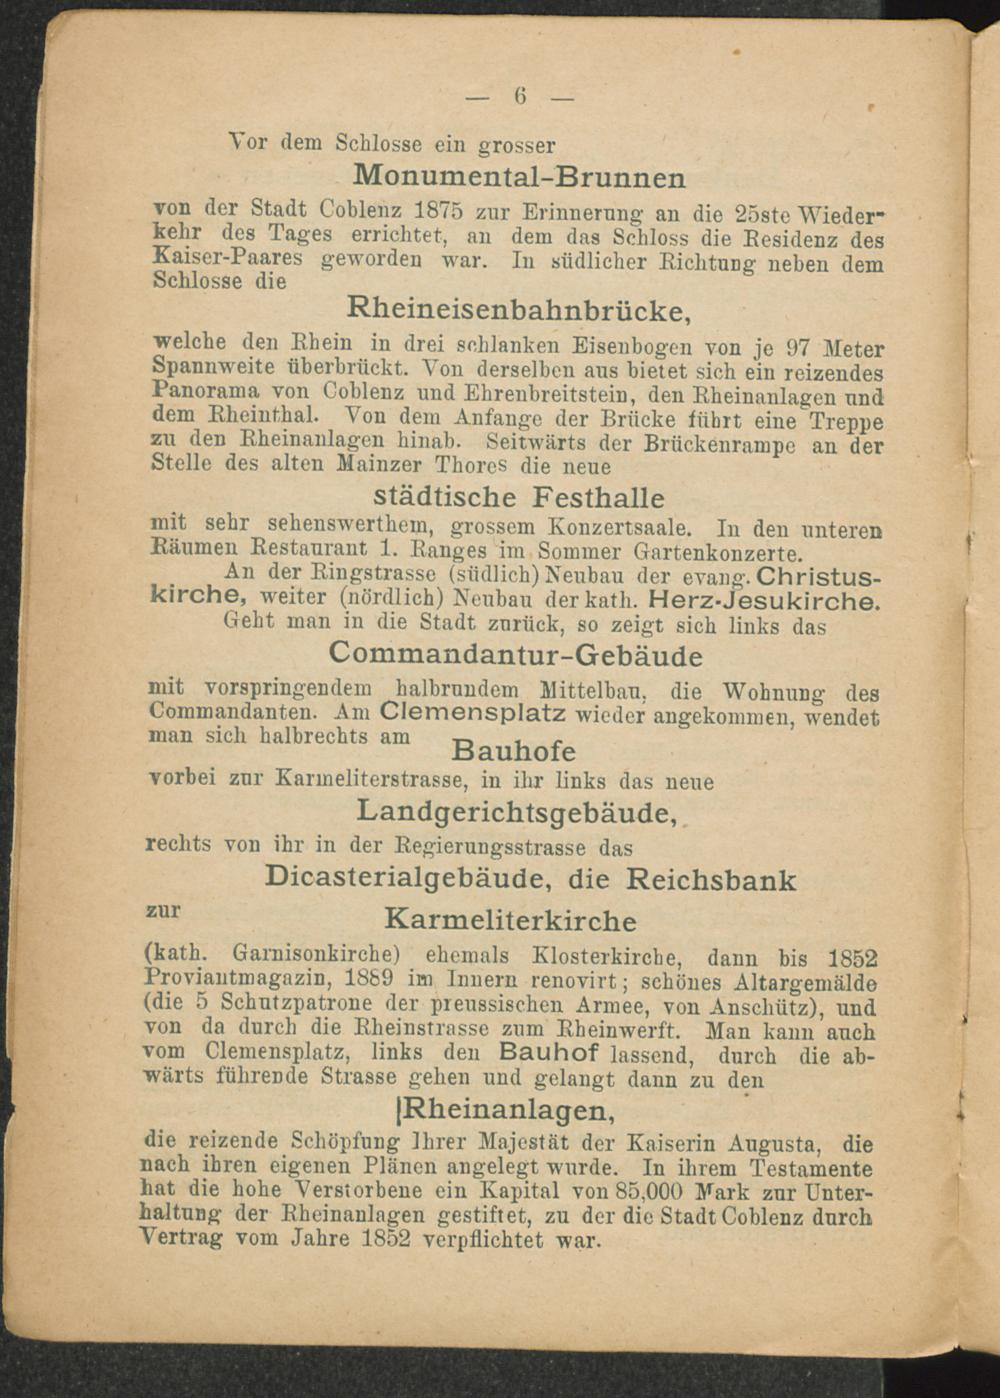 — 6 —
Vor dem Schlosse ein grosser
Monumental-Brunnen
von der Stadt Coblenz 1875 zur Erinnerung an die 25ste Wieder-
kehr des Tages errichtet, an dem das Schloss die Residenz des
Kaiser-Paares geworden war. In südlicher Richtung neben dem
Schlosse die
Rheineisenbahnbrücke,
welche den Rhein in drei schlanken Eisenbogen von je 97 Meter
Spannweite überbrückt. Von derselben aus bietet sich ein reizendes
Panorama von Coblenz und Ehrenbreitstein, den Rheinanlagen und
dem Rheinthal. Von dem Anfange der Brücke führt eine Treppe
zu den Rheinanlagen hinab. Seitwärts der Brückenrampe an der
Stelle des alten Mainzer Thores die neue
städtische Festhalle
mit sehr sehenswerthem, grossem Konzertsaale. In den unteren
Räumen Restaurant 1. Ranges im Sommer Gartenkonzerte.
An der Ringstrasse (südlich) Neubau der evang. Christus-
kirche, weiter (nördlich) Neubau der kath. Herz-Jesukirche.
Geht man in die Stadt zurück, so zeigt sich links das
Commandantur-Gebäude
mit vorspringendem halbrundem Mittelbau, die Wohnung des
Commandanten. Am Clemensplatz wieder angekommen, wendet
man sich halbrechts am
Bauhofe
vorbei zur Karmeliterstrasse, in ihr links das neue
Landgerichtsgebäude,
rechts von ihr in der Regierungsstrasse das
Dicasterialgebäude, die Reichsbank
zur
Karmeliterkirche
(kath. Garnisonkirche) ehemals Klosterkirche, dann bis 1852
Proviantmagazin, 1889 im Innern renovirt; schönes Altargemälde
(die 5 Schutzpatrone der preussischen Armee, von Anschütz), und
von da durch die Rheinstrasse zum Rheinwerft. Man kann auch
vom Clemensplatz, links den Bauhof lassend, durch die ab-
wärts führende Strasse gehen und gelangt dann zu den
|Rheinanlagen,
die reizende Schöpfung Ihrer Majestät der Kaiserin Augusta, die
nach ihren eigenen Plänen angelegt wurde. In ihrem Testamente
hat die hohe Verstorbene ein Kapital von 85,000 Mark zur Unter-
haltung der Rheinanlagen gestiftet, zu der die Stadt Coblenz durch
Vertrag vom Jahre 1852 verpflichtet war.